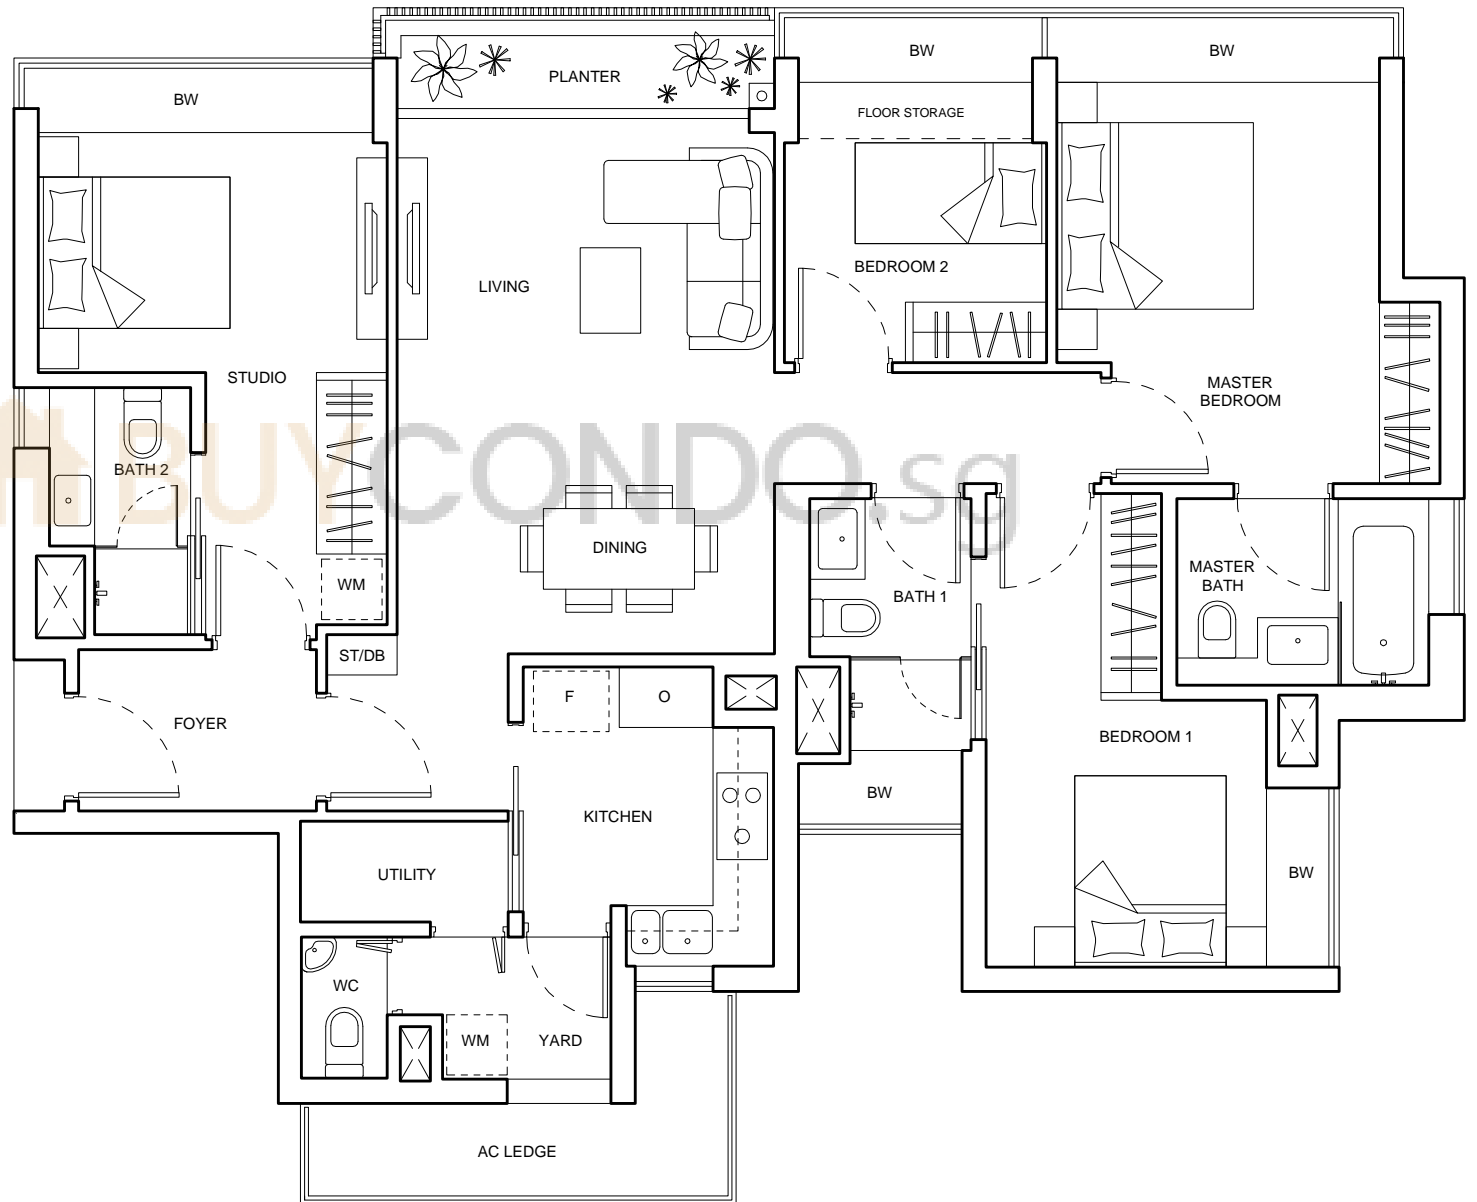 BW
BW
BW
PLANTER
FLOOR STORAGE
BEDROOM 2
LIVING
STUDIO
MASTER
BEDROOM
BATH 2
BUYCONDO.sg
DINING
WM
BATH 1
MASTER
BATH
ST/DB
F
O
FOYER
BEDROOM 1
BW
KITCHEN
BW
UTILITY
WC
WM
YARD
AC LEDGE